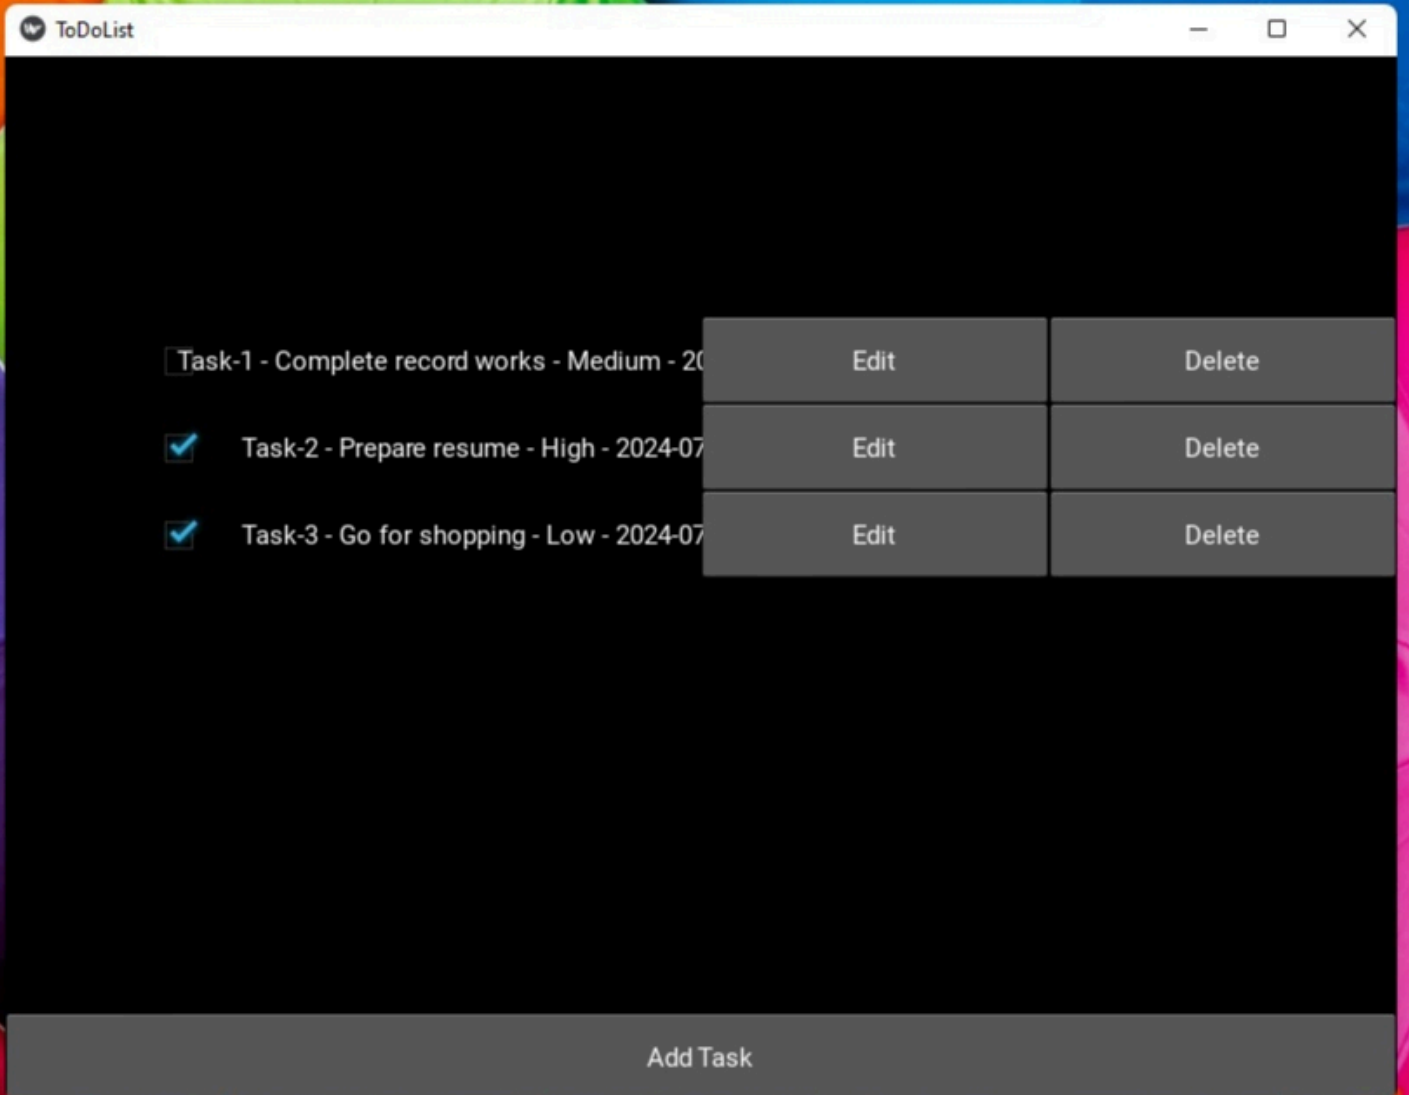 ToDoList
Task-1 - Complete record works - Medium - 20 Edit Delete
Task-2 - Prepare resume - High - 2024-07 Edit Delete
Task-3 - Go for shopping - Low - 2024-07 Edit Delete
Add Task